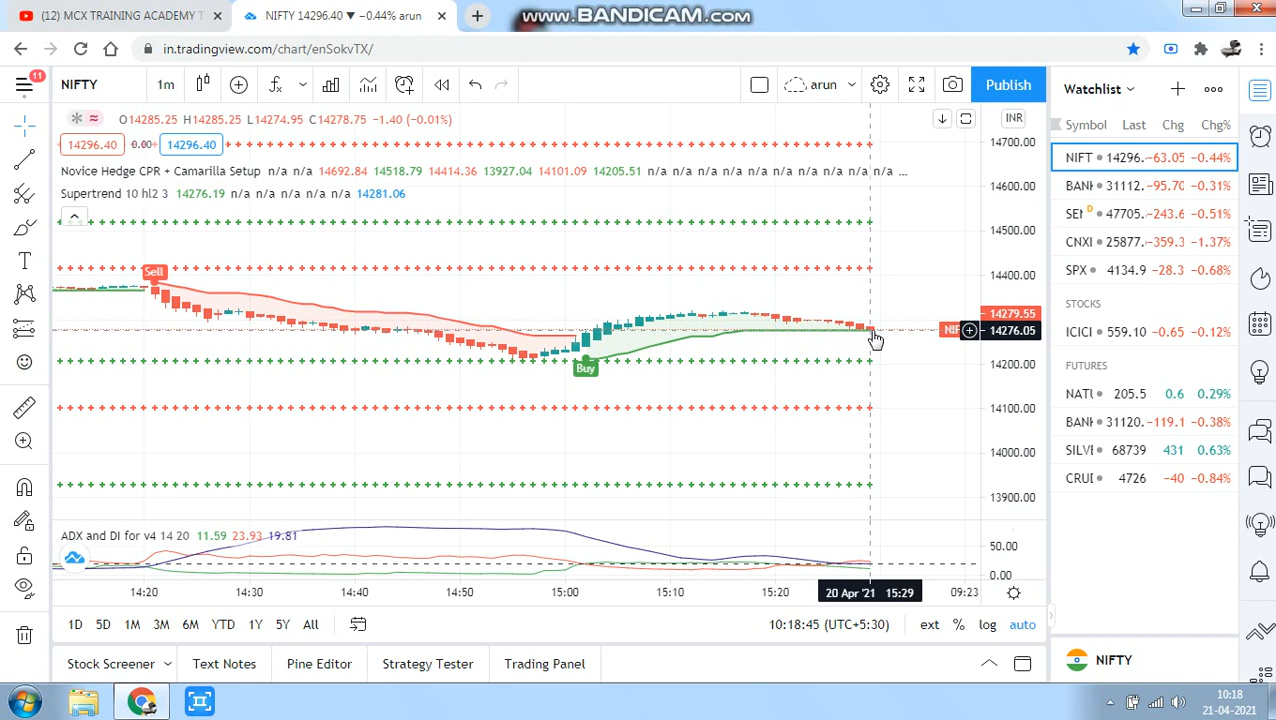 (12) MCX TRAINING ACADEMY T
NIFTY 14296.40 ▼ −0.44% arun
www.BANDICAM.com
in.tradingview.com/chart/enSokvTX/
11
NIFTY
1m
arun
Publish
Watchlist
O14285.25 H14285.25 L14274.95 C14278.75 −1.40 (−0.01%)
INR
14296.40
0.00
14296.40
Novice Hedge CPR + Camarilla Setup n/a n/a 14692.84 14518.79 14414.36 13927.04 14101.09 14205.51 n/a n/a n/a n/a n/a n/a n/a n/a n/a n/a ...
Supertrend 10 hl2 3 14276.19 n/a n/a n/a n/a n/a 14281.06
Symbol Last Chg Chg%
NIFT 14296. −63.05 −0.44%
BANI 31112. −95.70 −0.31%
SEN D 47705. −243.6 −0.51%
CNXI 25877. −359.3 −1.37%
SPX 4134.9 −28.3 −0.68%
STOCKS
ICICI 559.10 −0.65 −0.12%
FUTURES
NATU 205.5 0.6 0.29%
BANI 31120. −119.1 −0.38%
SILVE 68739 431 0.63%
CRUD 4726 −40 −0.84%
14700.00
14600.00
14500.00
14400.00
14279.55
NIF
14276.05
14200.00
14100.00
14000.00
13900.00
Sell
Buy
ADX and DI for v4 14 20 11.59 23.93 19.81
50.00
0.00
14:20 14:30 14:40 14:50 15:00 15:10 15:20 20 Apr '21 15:29 09:23
1D 5D 1M 3M 6M YTD 1Y 5Y All
10:18:45 (UTC+5:30) ext % log auto
Stock Screener Text Notes Pine Editor Strategy Tester Trading Panel
NIFTY
10:18
21-04-2021